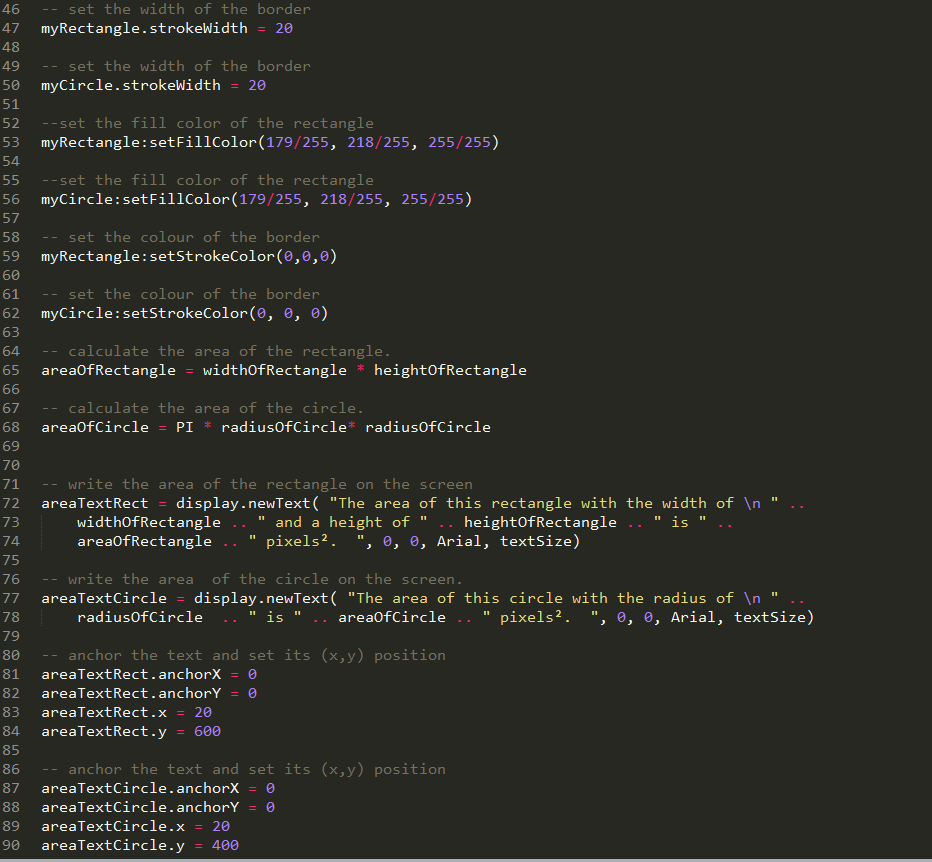 46 -- set the width of the border
47 myRectangle.strokeWidth = 20
48
49 -- set the width of the border
50 myCircle.strokeWidth = 20
51
52 --set the fill color of the rectangle
53 myRectangle:setFillColor(179/255, 218/255, 255/255)
54
55 --set the fill color of the rectangle
56 myCircle:setFillColor(179/255, 218/255, 255/255)
57
58 -- set the colour of the border
59 myRectangle:setStrokeColor(0,0,0)
60
61 -- set the colour of the border
62 myCircle:setStrokeColor(0, 0, 0)
63
64 -- calculate the area of the rectangle.
65 areaOfRectangle = widthOfRectangle * heightOfRectangle
66
67 -- calculate the area of the circle.
68 areaOfCircle = PI * radiusOfCircle* radiusOfCircle
69
70
71 -- write the area of the rectangle on the screen
72 areaTextRect = display.newText( "The area of this rectangle with the width of \n " ..
73     widthOfRectangle .. " and a height of " .. heightOfRectangle .. " is " ..
74     areaOfRectangle .. " pixels².  ", 0, 0, Arial, textSize)
75
76 -- write the area  of the circle on the screen.
77 areaTextCircle = display.newText( "The area of this circle with the radius of \n " ..
78     radiusOfCircle  .. " is " .. areaOfCircle .. " pixels².  ", 0, 0, Arial, textSize)
79
80 -- anchor the text and set its (x,y) position
81 areaTextRect.anchorX = 0
82 areaTextRect.anchorY = 0
83 areaTextRect.x = 20
84 areaTextRect.y = 600
85
86 -- anchor the text and set its (x,y) position
87 areaTextCircle.anchorX = 0
88 areaTextCircle.anchorY = 0
89 areaTextCircle.x = 20
90 areaTextCircle.y = 400